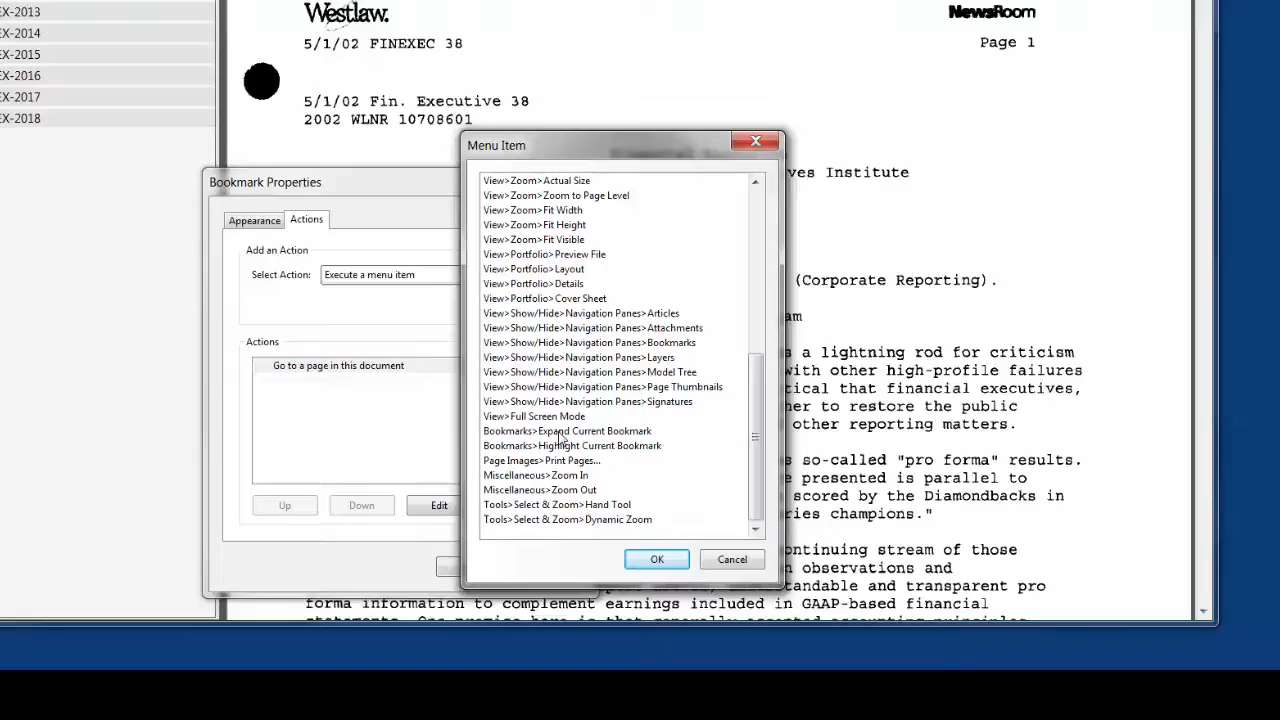 EX-2013
EX-2014
EX-2015
EX-2016
EX-2017
EX-2018
Westlaw.
NewsRoom
5/1/02 FINEXEC 38
Page 1
5/1/02 Fin. Executive 38
2002 WLNR 10708601
ves Institute
(Corporate Reporting).
am
s a lightning rod for criticism
with other high-profile failures
tical that financial executives,
her to restore the public
other reporting matters.
s so-called "pro forma" results.
e presented is parallel to
scored by the Diamondbacks in
ries champions."
ontinuing stream of those
n observations and
ndable and transparent pro
forma information to complement earnings included in GAAP-based financial
Bookmark Properties
Appearance
Actions
Add an Action
Select Action:
Execute a menu item
Actions
Go to a page in this document
Up
Down
Edit
Menu Item
View>Zoom>Actual Size
View>Zoom>Zoom to Page Level
View>Zoom>Fit Width
View>Zoom>Fit Height
View>Zoom>Fit Visible
View>Portfolio>Preview File
View>Portfolio>Layout
View>Portfolio>Details
View>Portfolio>Cover Sheet
View>Show/Hide>Navigation Panes>Articles
View>Show/Hide>Navigation Panes>Attachments
View>Show/Hide>Navigation Panes>Bookmarks
View>Show/Hide>Navigation Panes>Layers
View>Show/Hide>Navigation Panes>Model Tree
View>Show/Hide>Navigation Panes>Page Thumbnails
View>Show/Hide>Navigation Panes>Signatures
View>Full Screen Mode
Bookmarks>Expand Current Bookmark
Bookmarks>Highlight Current Bookmark
Page Images>Print Pages...
Miscellaneous>Zoom In
Miscellaneous>Zoom Out
Tools>Select & Zoom>Hand Tool
Tools>Select & Zoom>Dynamic Zoom
OK
Cancel